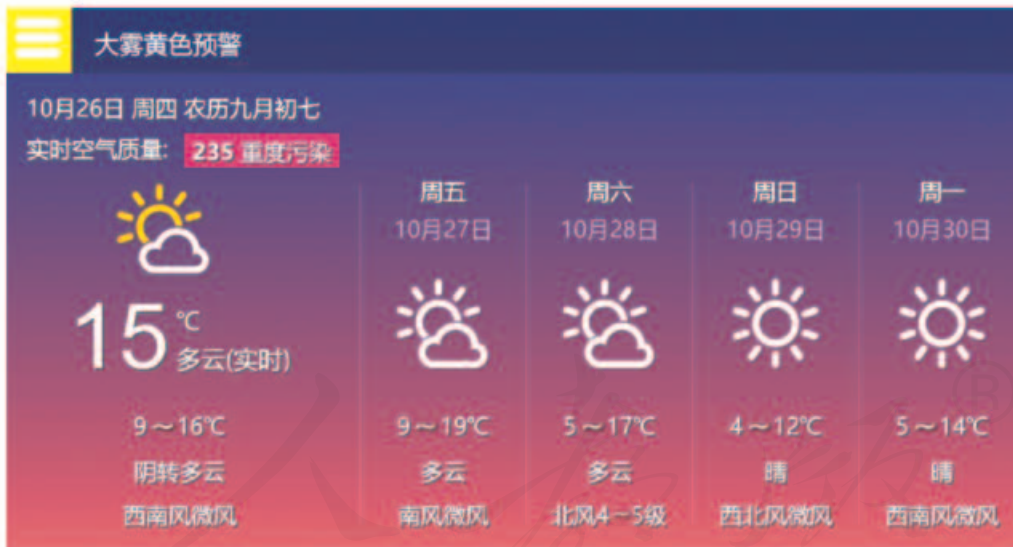 大雾黄色预警
10月26日 周四 农历九月初七
实时空气质量: 235 重度污染
15 ℃
多云(实时)
9～16℃
阴转多云
西南风微风
周五
10月27日
9～19℃
多云
南风微风
周六
10月28日
5～17℃
多云
北风4～5级
周日
10月29日
4～12℃
晴
西北风微风
周一
10月30日
5～14℃
晴
西南风微风
人教版®